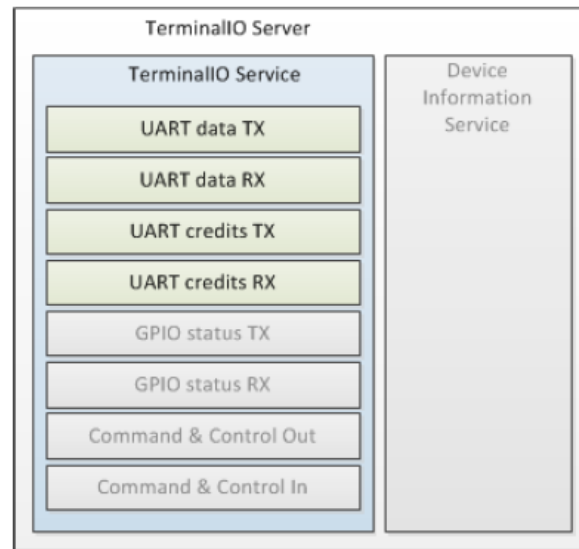 TerminalIO Server
TerminalIO Service
UART data TX
UART data RX
UART credits TX
UART credits RX
GPIO status TX
GPIO status RX
Command & Control Out
Command & Control In
Device
Information
Service